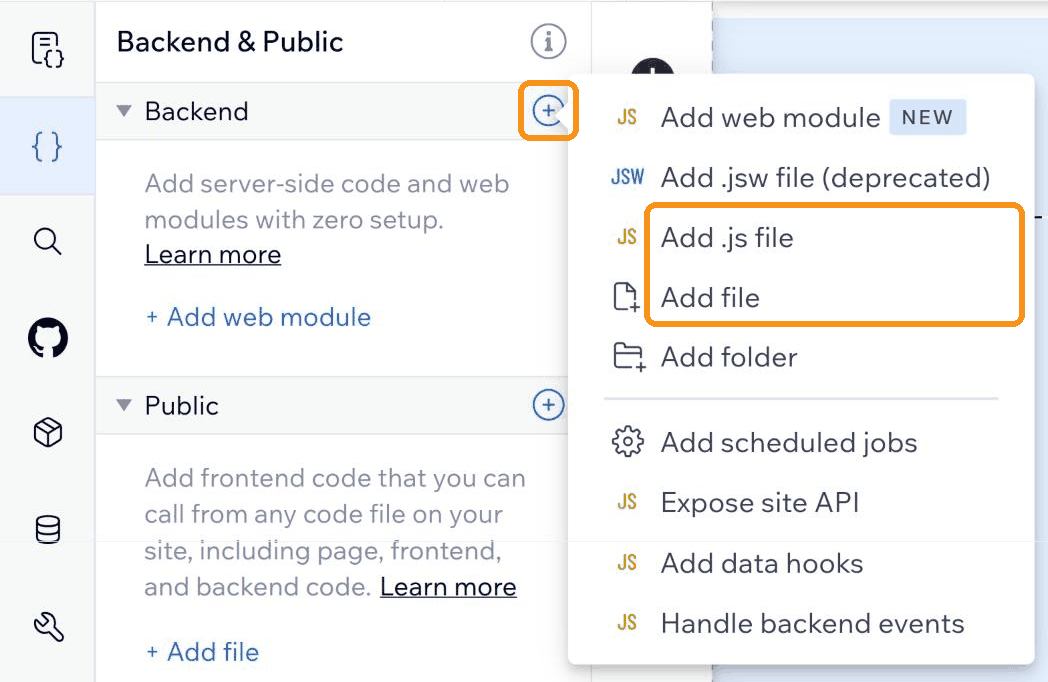 Backend & Public
Backend
Add server-side code and web
modules with zero setup.
Learn more
+ Add web module
Public
Add frontend code that you can
call from any code file on your
site, including page, frontend,
and backend code. Learn more
+ Add file
JS Add web module NEW
JSW Add .jsw file (deprecated)
JS Add .js file
Add file
Add folder
Add scheduled jobs
JS Expose site API
JS Add data hooks
JS Handle backend events